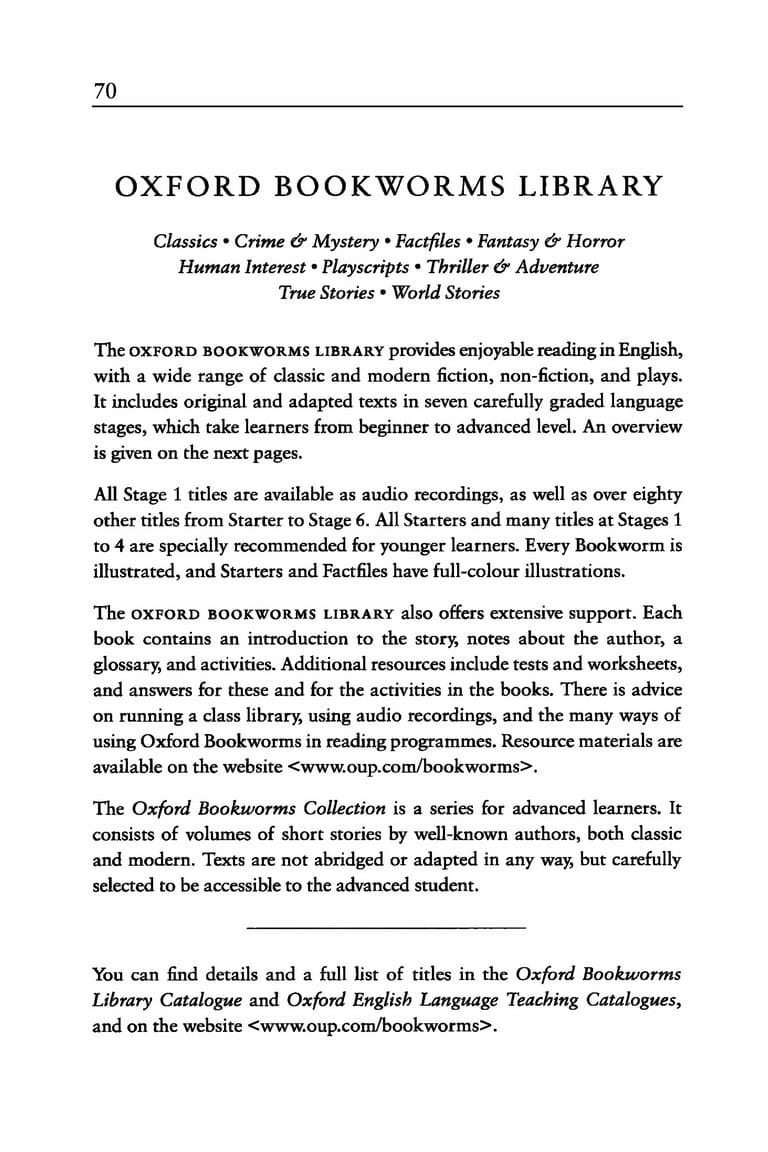 70
OXFORD BOOKWORMS LIBRARY
Classics • Crime & Mystery • Factfiles • Fantasy & Horror
Human Interest • Playscripts • Thriller & Adventure
True Stories • World Stories
The OXFORD BOOKWORMS LIBRARY provides enjoyable reading in English,
with a wide range of classic and modern fiction, non-fiction, and plays.
It includes original and adapted texts in seven carefully graded language
stages, which take learners from beginner to advanced level. An overview
is given on the next pages.
All Stage 1 titles are available as audio recordings, as well as over eighty
other titles from Starter to Stage 6. All Starters and many titles at Stages 1
to 4 are specially recommended for younger learners. Every Bookworm is
illustrated, and Starters and Factfiles have full-colour illustrations.
The OXFORD BOOKWORMS LIBRARY also offers extensive support. Each
book contains an introduction to the story, notes about the author, a
glossary, and activities. Additional resources include tests and worksheets,
and answers for these and for the activities in the books. There is advice
on running a class library, using audio recordings, and the many ways of
using Oxford Bookworms in reading programmes. Resource materials are
available on the website <www.oup.com/bookworms>.
The Oxford Bookworms Collection is a series for advanced learners. It
consists of volumes of short stories by well-known authors, both classic
and modern. Texts are not abridged or adapted in any way, but carefully
selected to be accessible to the advanced student.
You can find details and a full list of titles in the Oxford Bookworms
Library Catalogue and Oxford English Language Teaching Catalogues,
and on the website <www.oup.com/bookworms>.